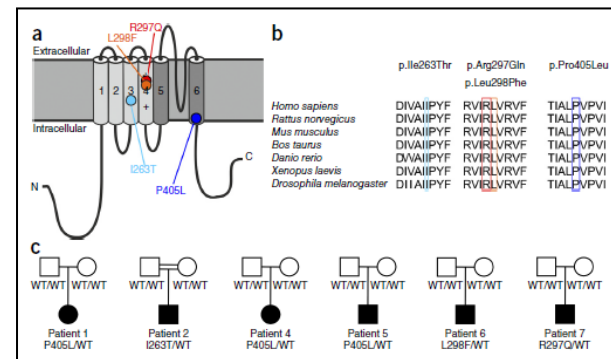 a
R297Q
L298F
Extracellular
1 2 3 4 5 6
+
Intracellular
I263T
P405L
N
C
b
p.Ile263Thr p.Arg297Gln p.Pro405Leu
p.Leu298Phe
Homo sapiens DIVAIIPYF RVIRLVRVF TIALPVPVI
Rattus norvegicus DIVAIIPYF RVIRLVRVF TIALPVPVI
Mus musculus DIVAIIPYF RVIRLVRVF TIALPVPVI
Bos taurus DIVAIIPYF RVIRLVRVF TIALPVPVI
Danio rerio DVVAIIPYF RVIRLVRVF TIALPVPVI
Xenopus laevis DIVAIIPYF RVIRLVRVF TIALPVPVI
Drosophila melanogaster DIIAIIPYF RVIRLVRVF TIALPVPVI
c
WT/WT WT/WT WT/WT WT/WT WT/WT WT/WT WT/WT WT/WT WT/WT WT/WT WT/WT WT/WT
Patient 1 Patient 2 Patient 4 Patient 5 Patient 6 Patient 7
P405L/WT I263T/WT P405L/WT P405L/WT L298F/WT R297Q/WT